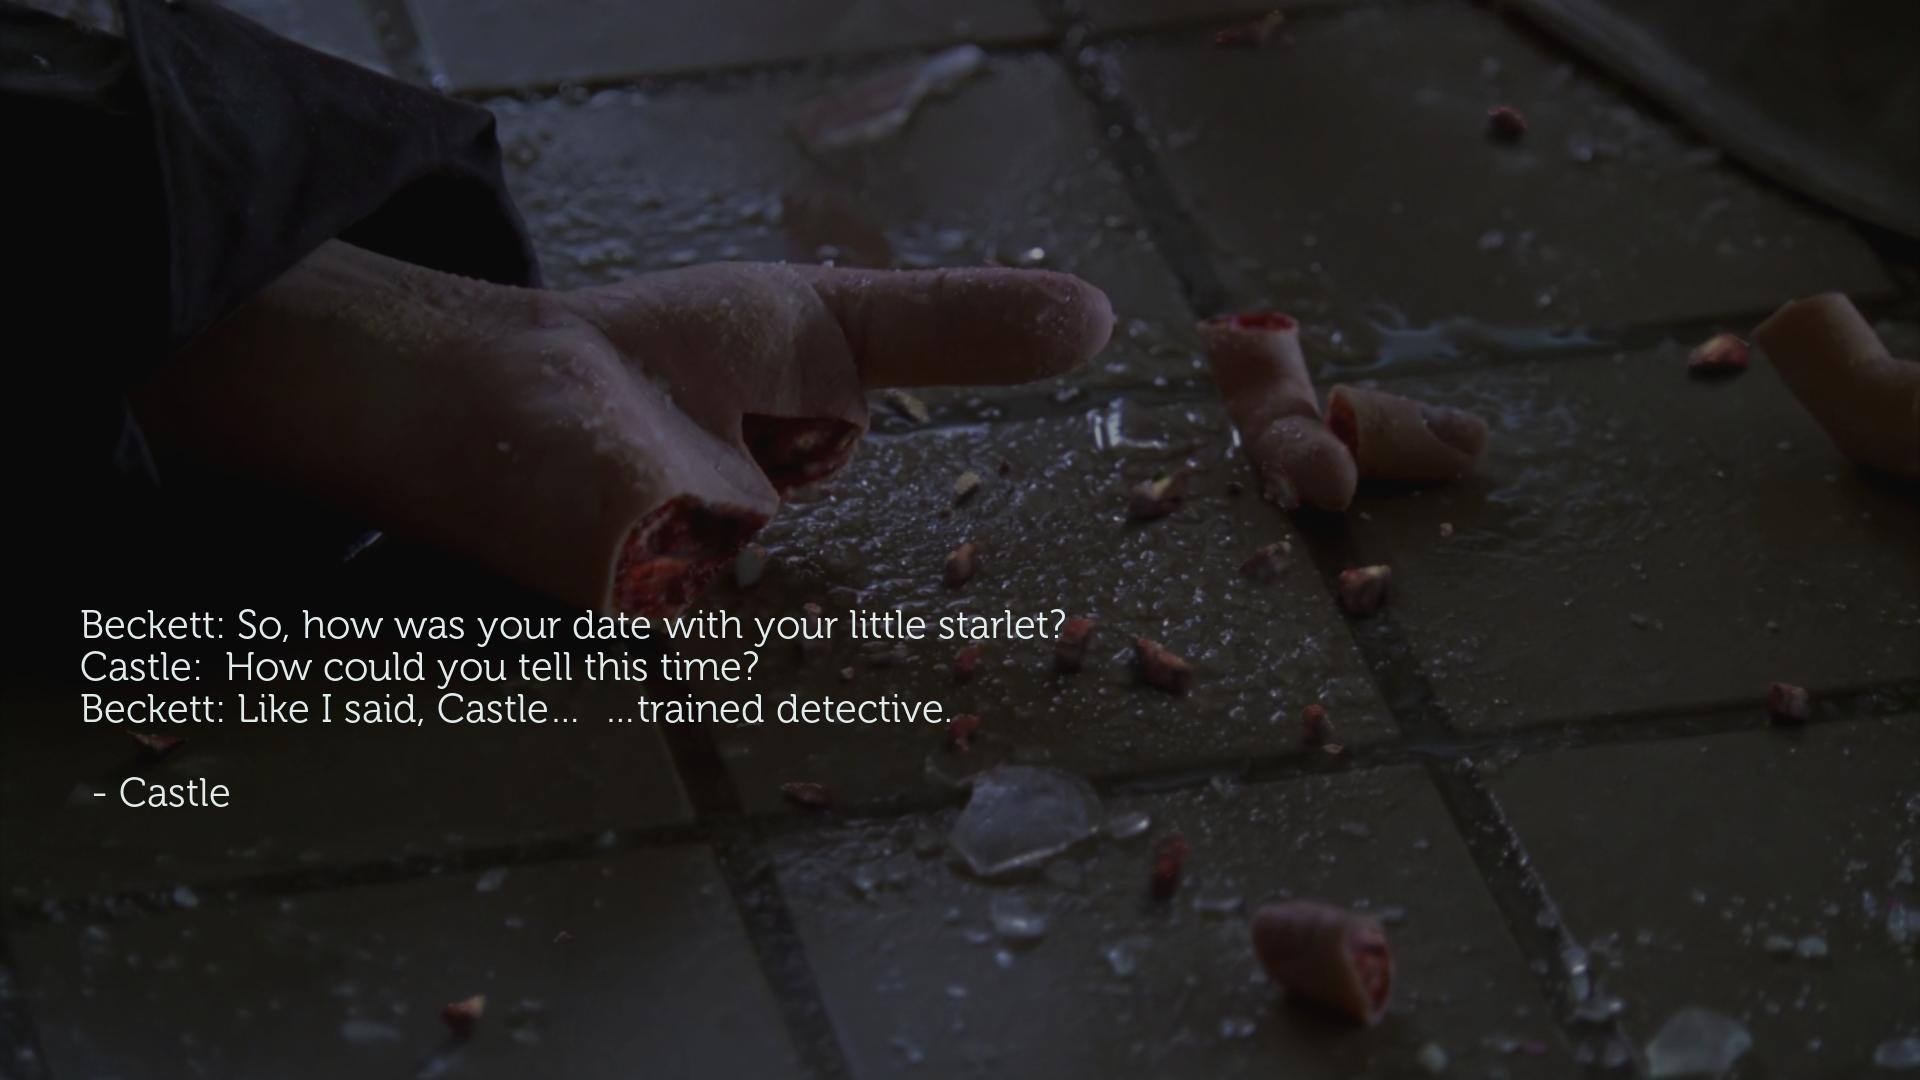 Beckett: So, how was your date with your little starlet?
Castle:  How could you tell this time?
Beckett: Like I said, Castle...  ...trained detective.
- Castle